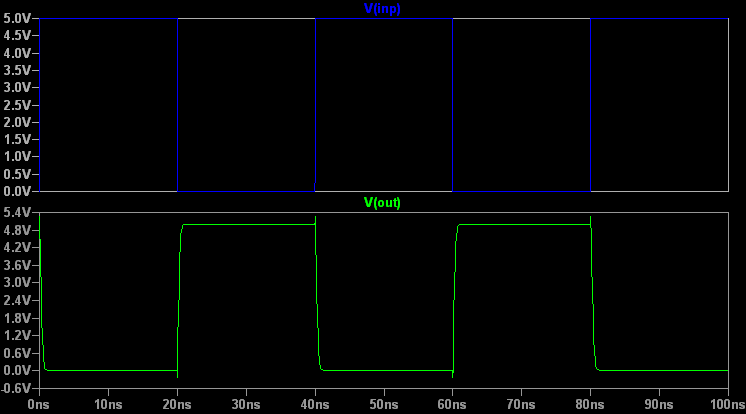 V(inp)
5.0V
4.5V
4.0V
3.5V
3.0V
2.5V
2.0V
1.5V
1.0V
0.5V
0.0V
V(out)
5.4V
4.8V
4.2V
3.6V
3.0V
2.4V
1.8V
1.2V
0.6V
0.0V
-0.6V
0ns 10ns 20ns 30ns 40ns 50ns 60ns 70ns 80ns 90ns 100ns